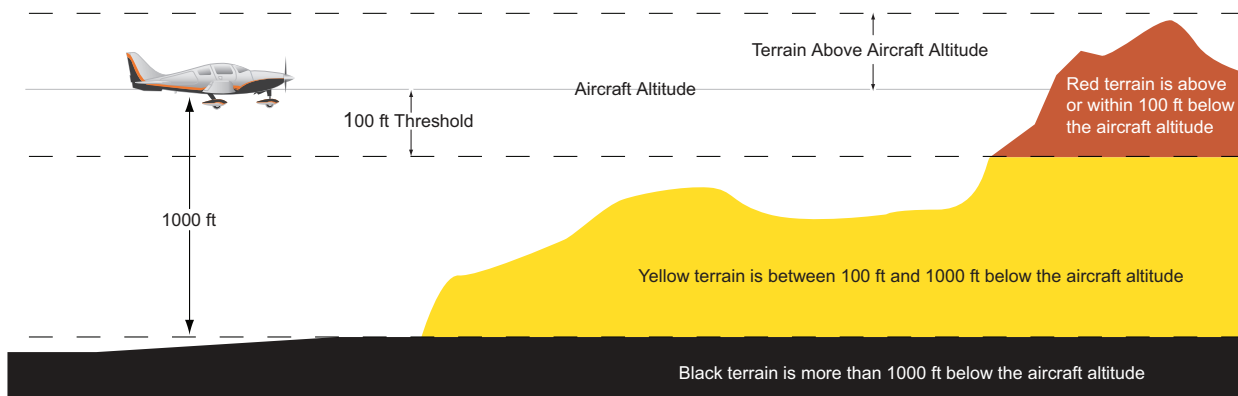 Terrain Above Aircraft Altitude
Aircraft Altitude
100 ft Threshold
Red terrain is above
or within 100 ft below
the aircraft altitude
1000 ft
Yellow terrain is between 100 ft and 1000 ft below the aircraft altitude
Black terrain is more than 1000 ft below the aircraft altitude